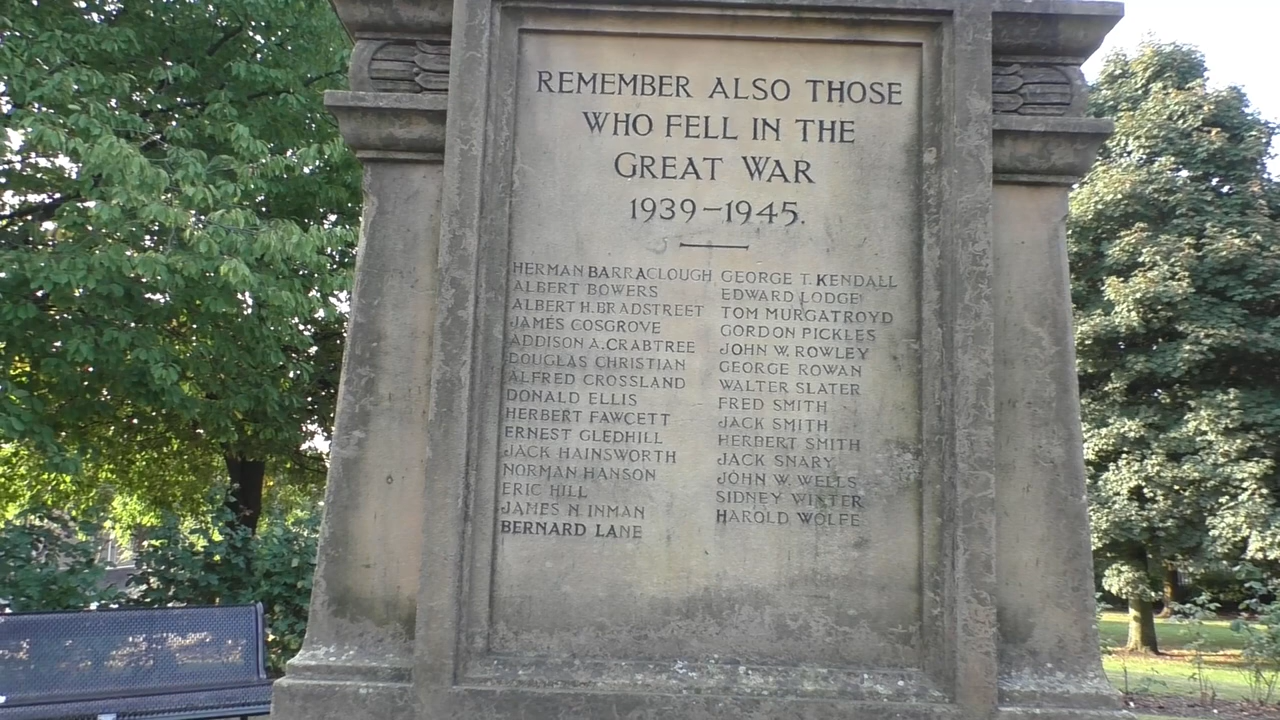 REMEMBER ALSO THOSE
WHO FELL IN THE
GREAT WAR
1939-1945.
HERMAN BARRACLOUGH
ALBERT BOWERS
ALBERT H. BRADSTREET
JAMES COSGROVE
ADDISON A. CRABTREE
DOUGLAS CHRISTIAN
ALFRED CROSSLAND
DONALD ELLIS
HERBERT FAWCETT
ERNEST GLEDHILL
JACK HAINSWORTH
NORMAN HANSON
ERIC HILL
JAMES N. INMAN
BERNARD LANE
GEORGE T. KENDALL
EDWARD LODGE
TOM MURGATROYD
GORDON PICKLES
JOHN W. ROWLEY
GEORGE ROWAN
WALTER SLATER
FRED SMITH
JACK SMITH
HERBERT SMITH
JACK SNARY
JOHN W. WELLS
SIDNEY WINTER
HAROLD WOLFE